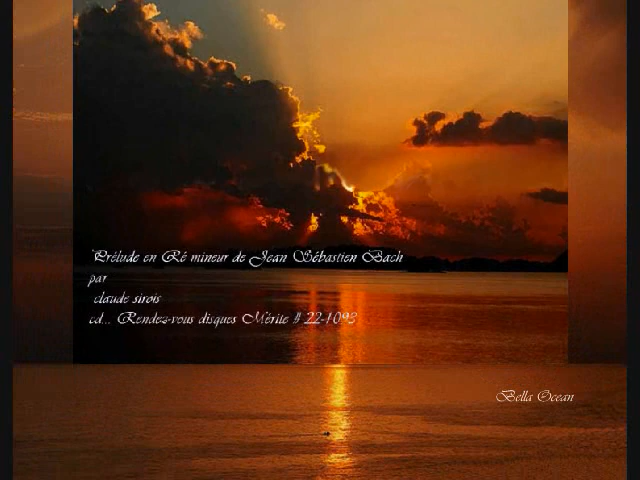 Prélude en Ré mineur de Jean Sébastien Bach
par
claude sirois
cd... Rendez-vous disques Mérite # 22-1093
Bella Ocean